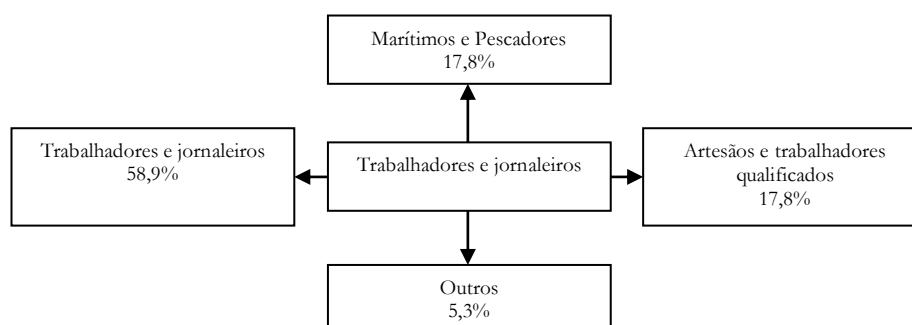 Marítimos e Pescadores
17,8%
Trabalhadores e jornaleiros
58,9%
Trabalhadores e jornaleiros
Artesãos e trabalhadores
qualificados
17,8%
Outros
5,3%